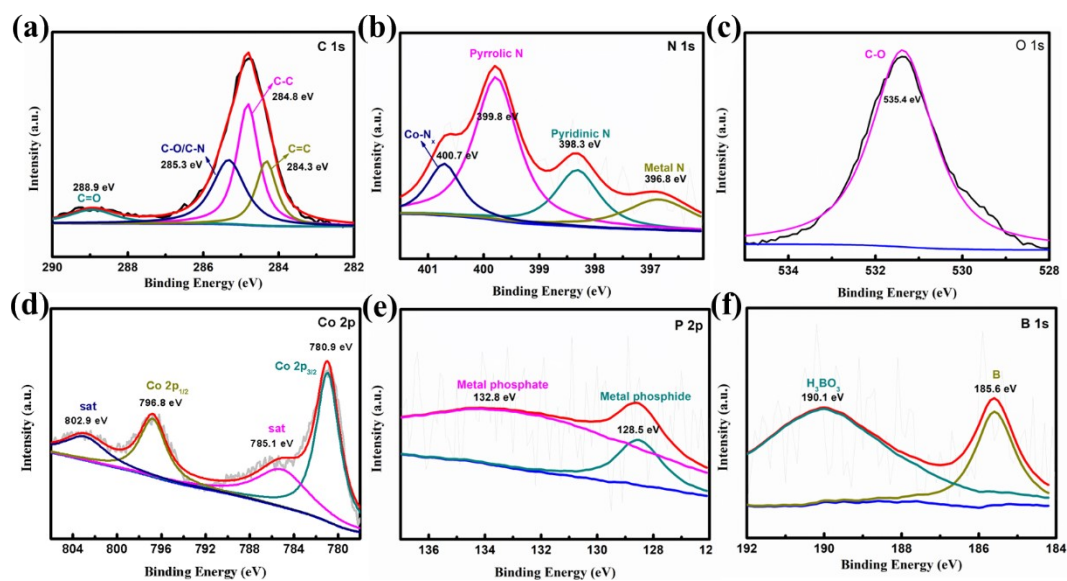 (a)
C 1s
C-C
284.8 eV
C-O/C-N
285.3 eV
C=C
284.3 eV
288.9 eV
C=O
Intensity (a.u.)
290 288 286 284 282
Binding Energy (eV)
(b)
N 1s
Pyrrolic N
399.8 eV
Co-Nx
400.7 eV
Pyridinic N
398.3 eV
Metal N
396.8 eV
Intensity (a.u.)
401 400 399 398 397
Binding Energy (eV)
(c)
O 1s
C-O
535.4 eV
Intensity (a.u.)
534 532 530 528
Binding Energy (eV)
(d)
Co 2p
780.9 eV
Co 2p3/2
Co 2p1/2
796.8 eV
sat
802.9 eV
sat
785.1 eV
Intensity (a.u.)
804 800 796 792 788 784 780
Binding Energy (eV)
(e)
P 2p
Metal phosphate
132.8 eV
Metal phosphide
128.5 eV
Intensity (a.u.)
136 134 132 130 128 12
Binding Energy (eV)
(f)
B 1s
H3BO3
190.1 eV
B
185.6 eV
Intensity (a.u.)
192 190 188 186 184
Binding Energy (eV)